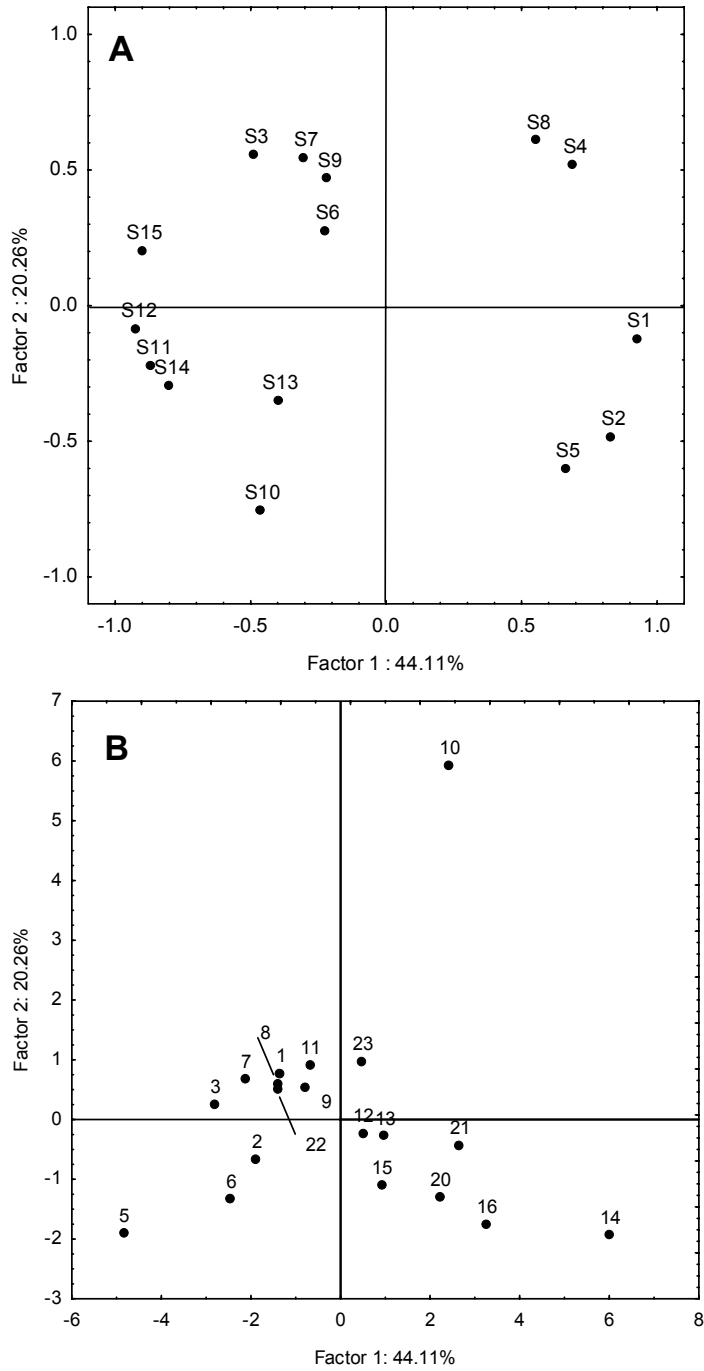 A
1.0
S8
S3 S7
S4
S9
0.5
S6
S15
0.0
S12
S1
S11
S14 S13
S2
S5
-0.5
S10
-1.0
-1.0 -0.5 0.0 0.5 1.0
Factor 2 : 20.26%
Factor 1 : 44.11%
B
7
10
6
5
4
3
2
8
1 11 23
7
1
3
9
0
12 13
21
22
2
15
-1
6
20
16
5
14
-2
-3
-6 -4 -2 0 2 4 6 8
Factor 2: 20.26%
Factor 1: 44.11%